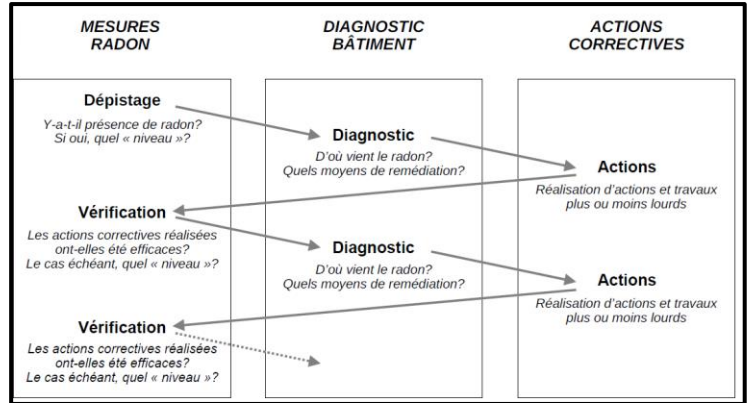 MESURES
RADON
DIAGNOSTIC
BÂTIMENT
ACTIONS
CORRECTIVES
Dépistage
Y-a-t-il présence de radon?
Si oui, quel « niveau »?
Diagnostic
D'où vient le radon?
Quels moyens de remédiation?
Actions
Réalisation d'actions et travaux
plus ou moins lourds
Vérification
Les actions correctives réalisées
ont-elles été efficaces?
Le cas échéant, quel « niveau »?
Diagnostic
D'où vient le radon?
Quels moyens de remédiation?
Actions
Réalisation d'actions et travaux
plus ou moins lourds
Vérification
Les actions correctives réalisées
ont-elles été efficaces?
Le cas échéant, quel « niveau »?